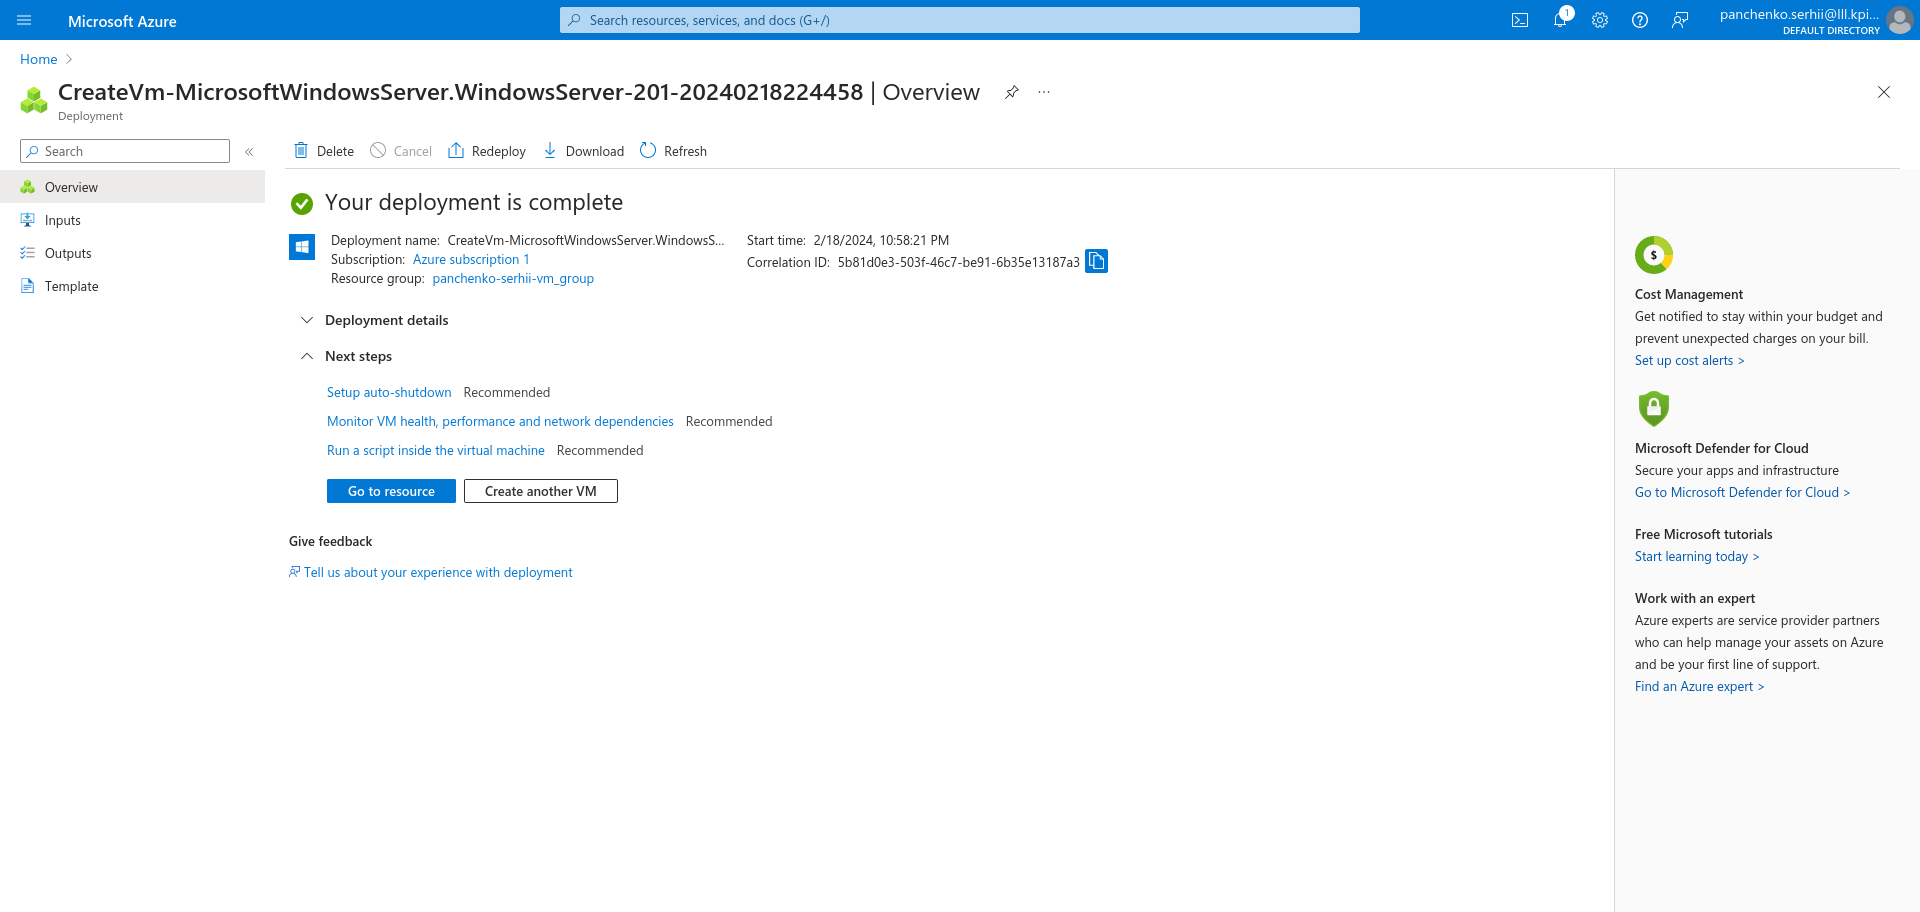 Microsoft Azure
Search resources, services, and docs (G+/)
1
panchenko.serhii@lll.kpi...
DEFAULT DIRECTORY
Home
CreateVm-MicrosoftWindowsServer.WindowsServer-201-20240218224458 | Overview
Deployment
Search
Delete
Cancel
Redeploy
Download
Refresh
Overview
Inputs
Outputs
Template
Your deployment is complete
Deployment name: CreateVm-MicrosoftWindowsServer.WindowsS...
Subscription: Azure subscription 1
Resource group: panchenko-serhii-vm_group
Start time: 2/18/2024, 10:58:21 PM
Correlation ID: 5b81d0e3-503f-46c7-be91-6b35e13187a3
Deployment details
Next steps
Setup auto-shutdown Recommended
Monitor VM health, performance and network dependencies Recommended
Run a script inside the virtual machine Recommended
Go to resource
Create another VM
Give feedback
Tell us about your experience with deployment
$
Cost Management
Get notified to stay within your budget and
prevent unexpected charges on your bill.
Set up cost alerts >
Microsoft Defender for Cloud
Secure your apps and infrastructure
Go to Microsoft Defender for Cloud >
Free Microsoft tutorials
Start learning today >
Work with an expert
Azure experts are service provider partners
who can help manage your assets on Azure
and be your first line of support.
Find an Azure expert >